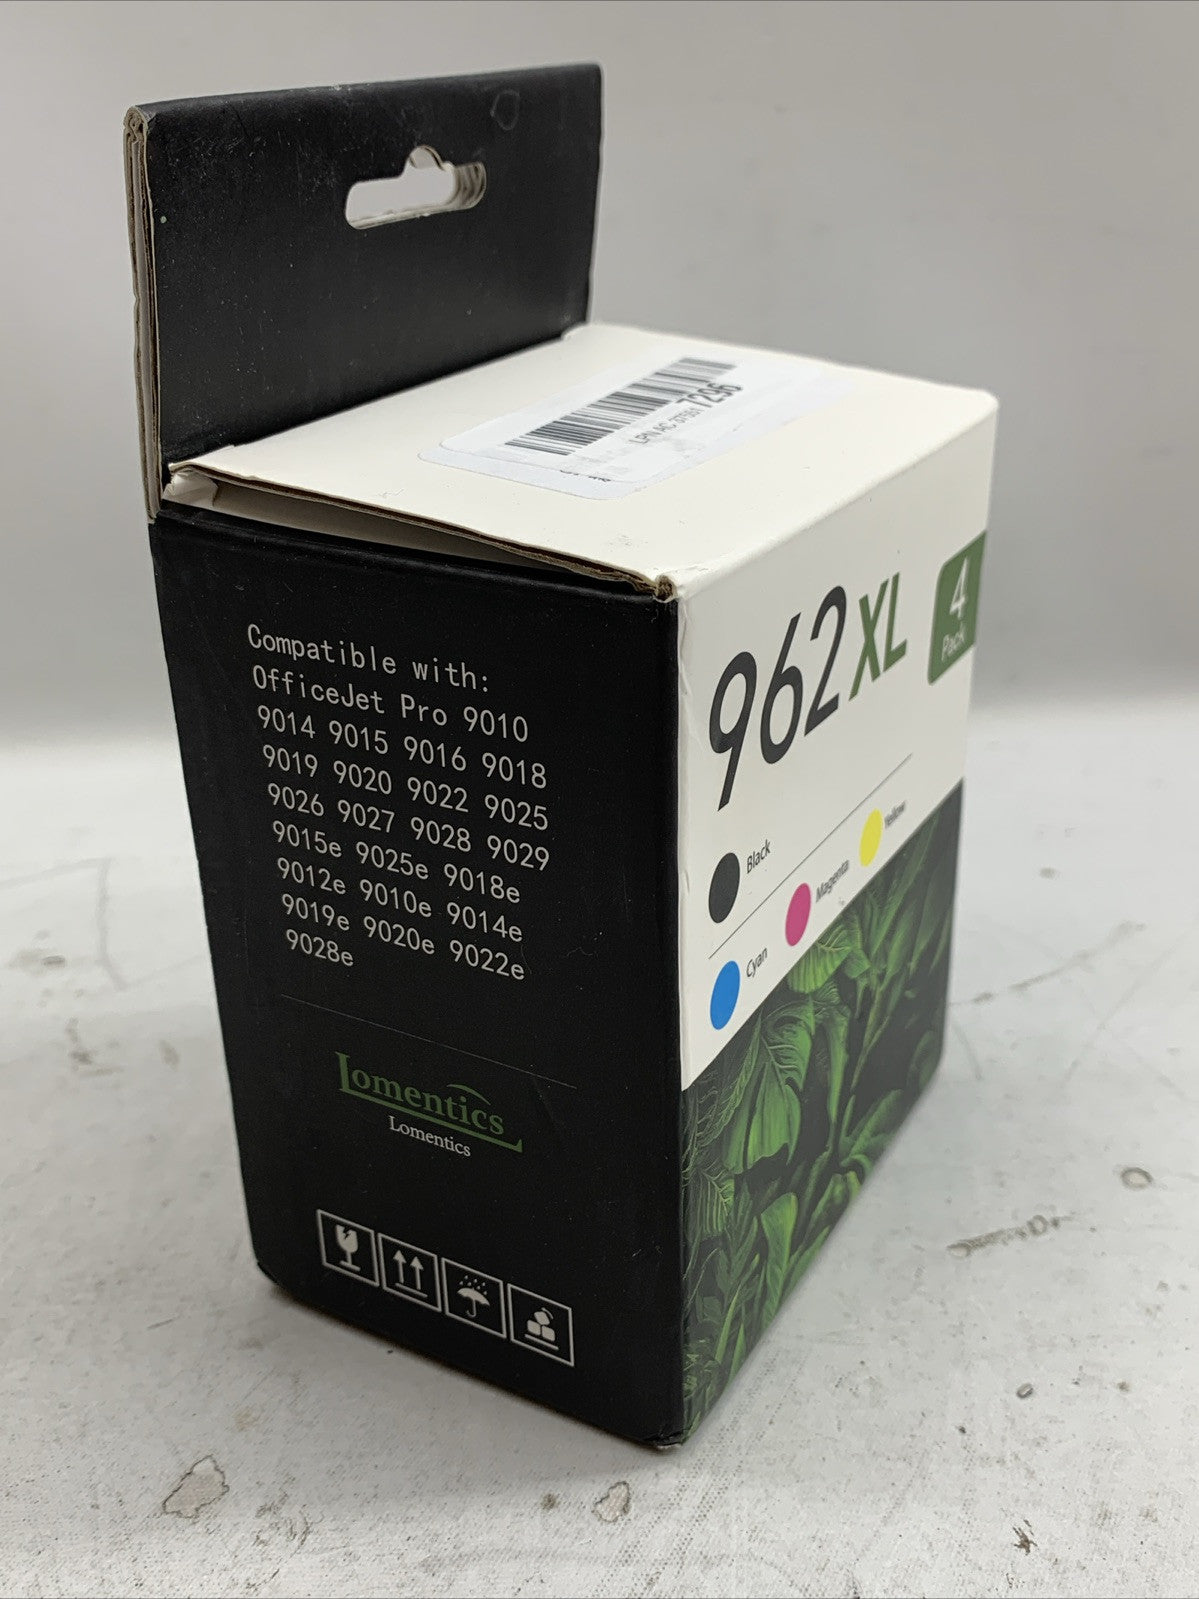 7296
962XL
4
Pack
Black
Yellow
Magenta
Cyan
Compatible with:
OfficeJet Pro 9010
9014 9015 9016 9018
9019 9020 9022 9025
9026 9027 9028 9029
9015e 9025e 9018e
9012e 9010e 9014e
9019e 9020e 9022e
9028e
Lomentics
Lomentics